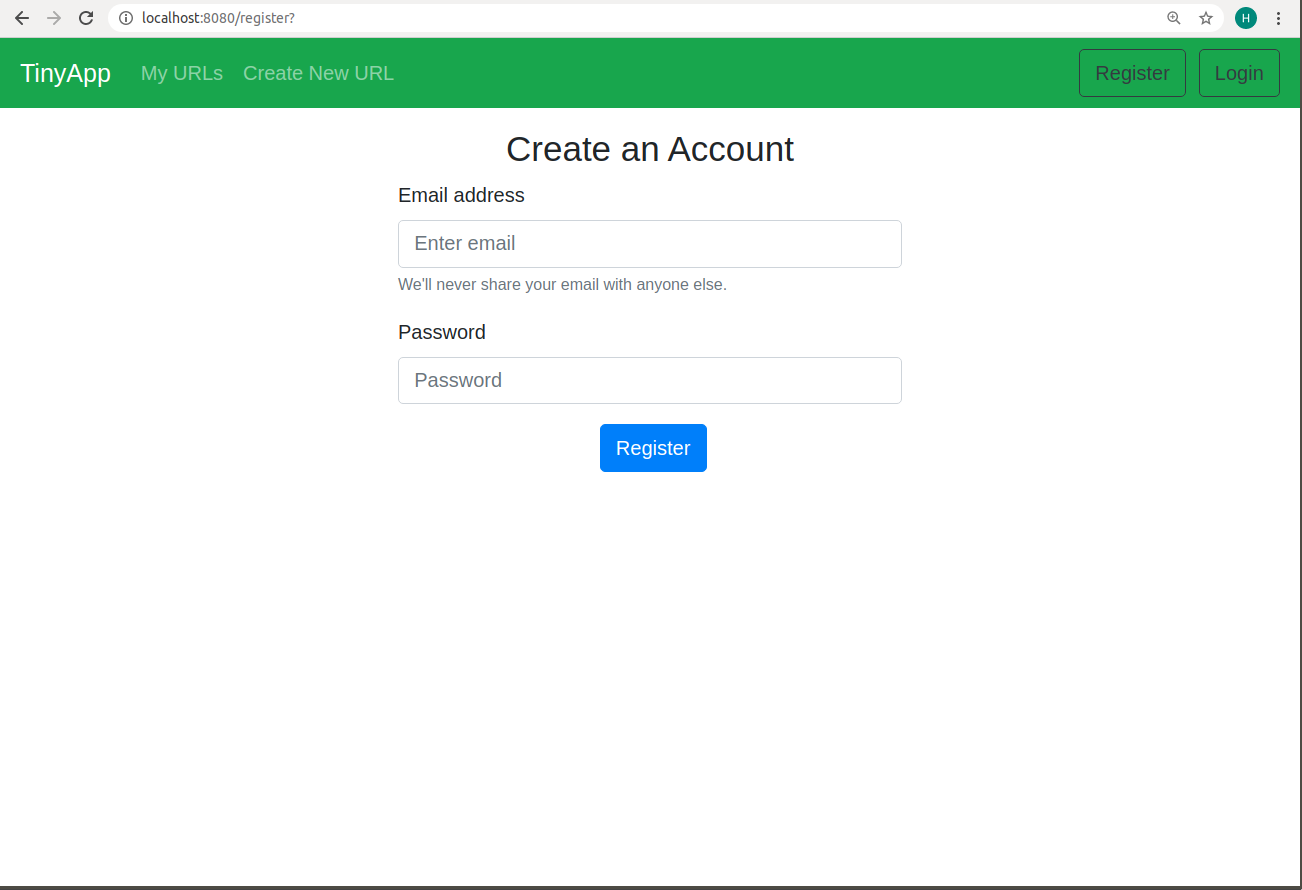 localhost:8080/register?
H
TinyApp My URLs Create New URL Register Login
Create an Account
Email address
Enter email
We'll never share your email with anyone else.
Password
Password
Register